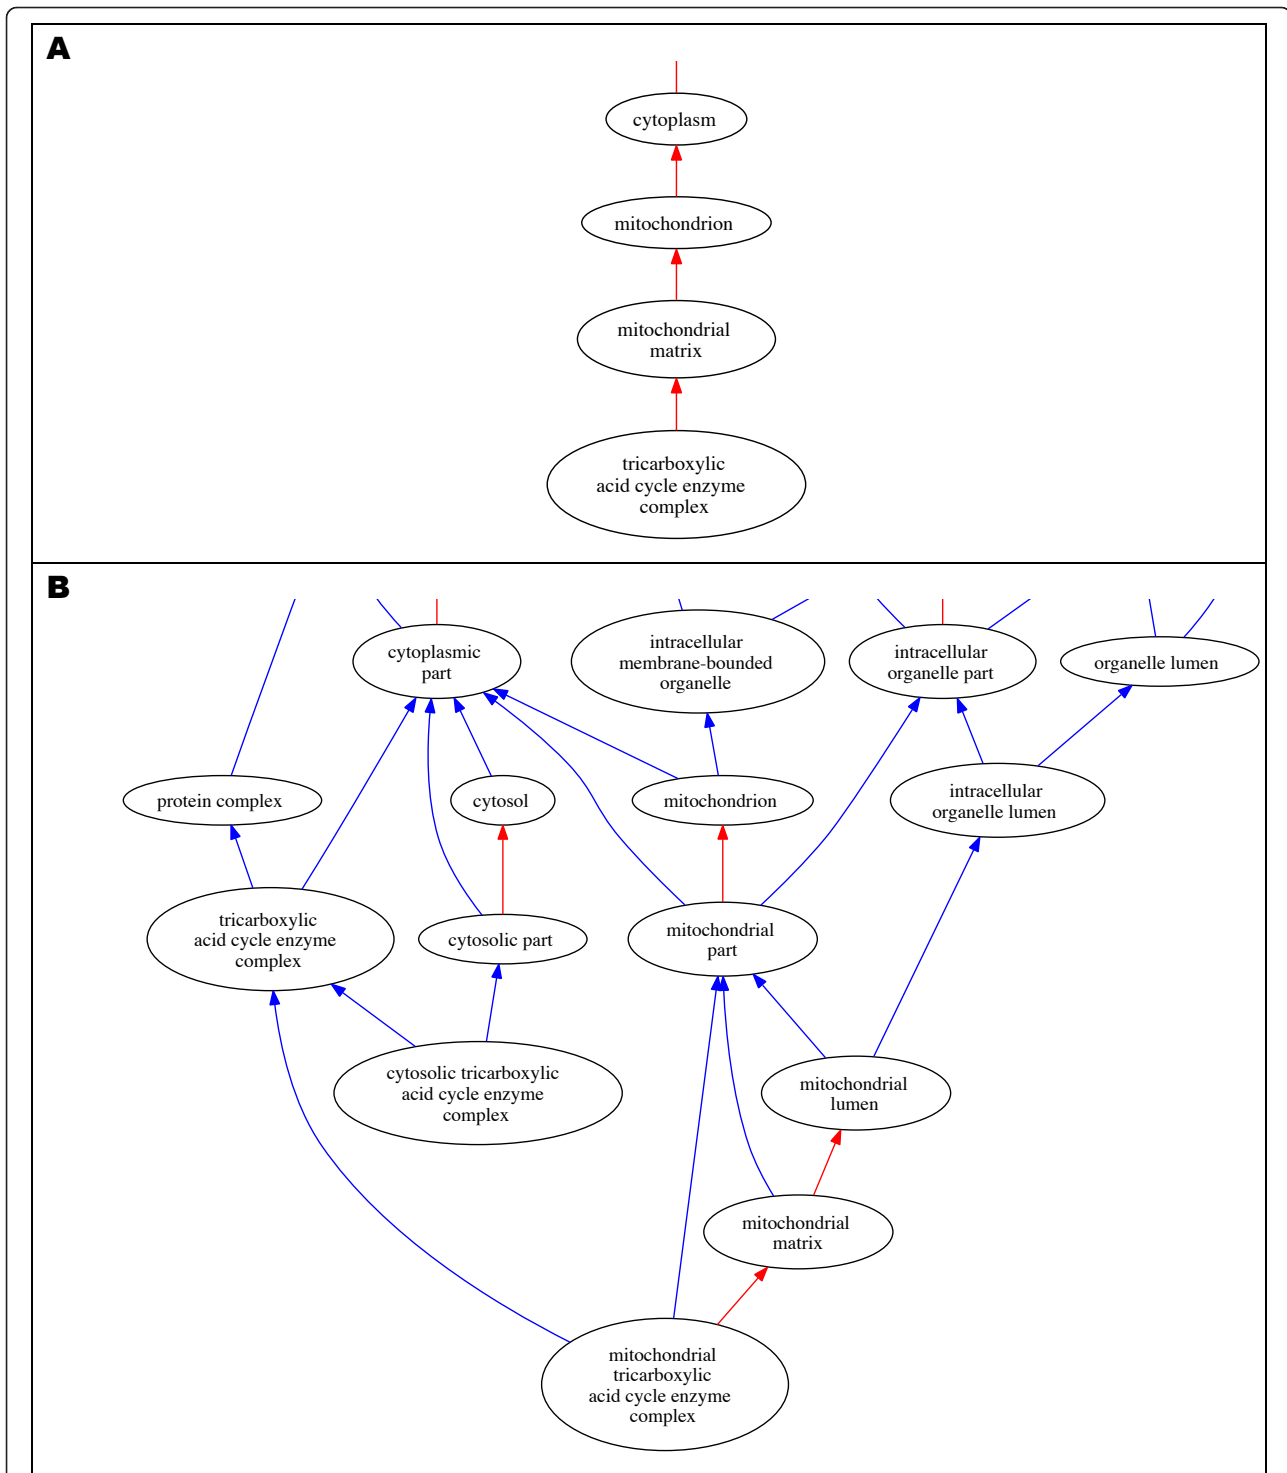 A
cytoplasm
mitochondrion
mitochondrial
matrix
tricarboxylic
acid cycle enzyme
complex
B
cytoplasmic
part
intracellular
membrane-bounded
organelle
intracellular
organelle part
organelle lumen
protein complex
cytosol
mitochondrion
intracellular
organelle lumen
tricarboxylic
acid cycle enzyme
complex
cytosolic part
mitochondrial
part
cytosolic tricarboxylic
acid cycle enzyme
complex
mitochondrial
lumen
mitochondrial
matrix
mitochondrial
tricarboxylic
acid cycle enzyme
complex